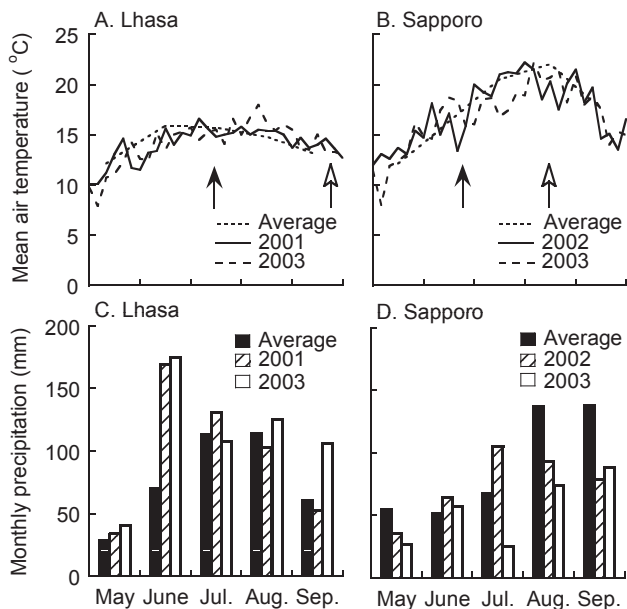 A. Lhasa
B. Sapporo
Mean air temperature ( °C)
25
20
15
10
5
0
Average
2001
2003
Average
2002
2003
C. Lhasa
D. Sapporo
Monthly precipitation (mm)
200
150
100
50
0
Average
2001
2003
Average
2002
2003
May June Jul. Aug. Sep.
May June Jul. Aug. Sep.